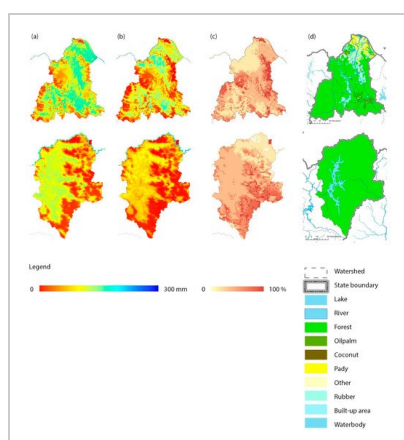 (a) (b) (c) (d)
Legend
0 300 mm 0 100 %
Watershed
State boundary
Lake
River
Forest
Oilpalm
Coconut
Pady
Other
Rubber
Built-up area
Waterbody